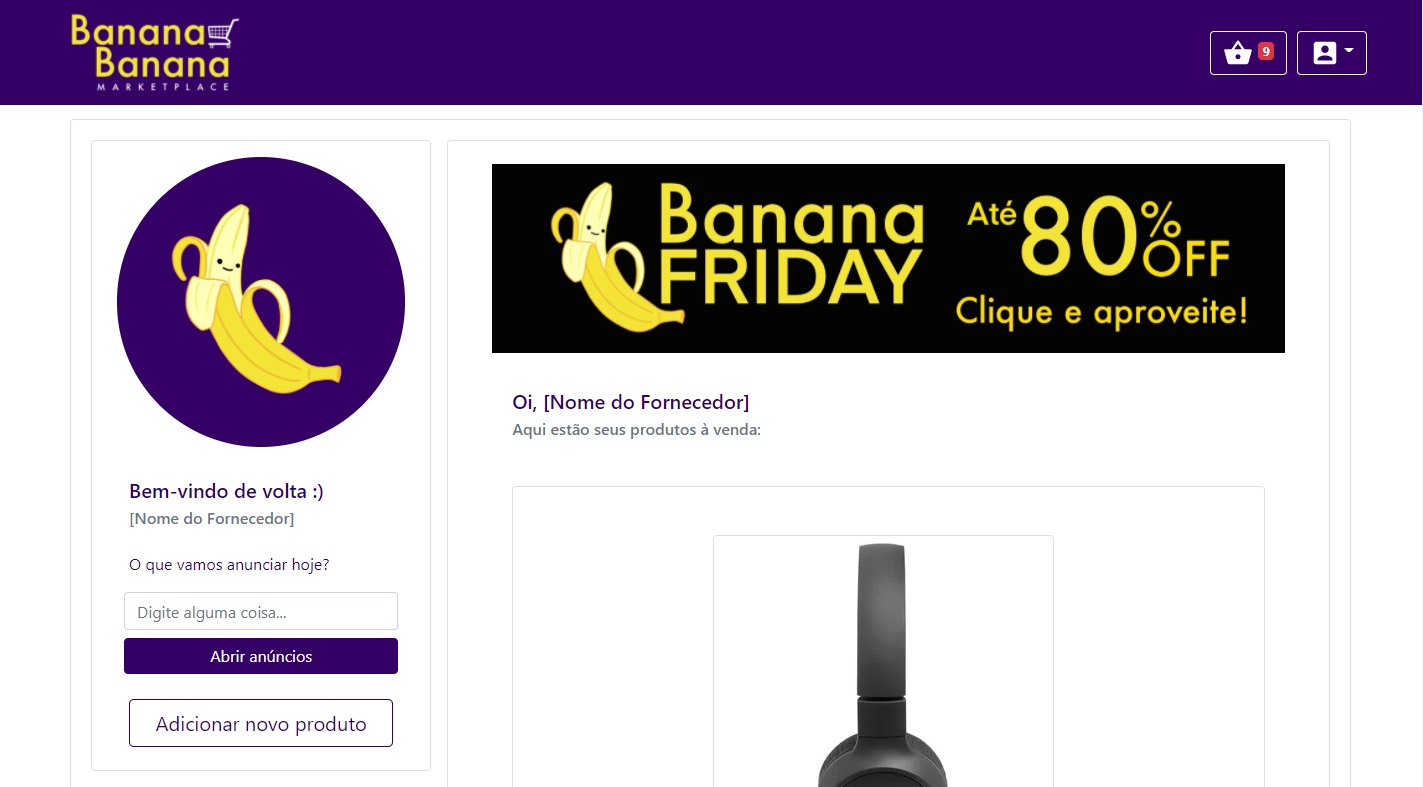 Banana
Banana
MARKETPLACE
9
Banana
FRIDAY
Até
80%
OFF
Clique e aproveite!
Bem-vindo de volta :)
[Nome do Fornecedor]
O que vamos anunciar hoje?
Digite alguma coisa...
Abrir anúncios
Adicionar novo produto
Oi, [Nome do Fornecedor]
Aqui estão seus produtos à venda: